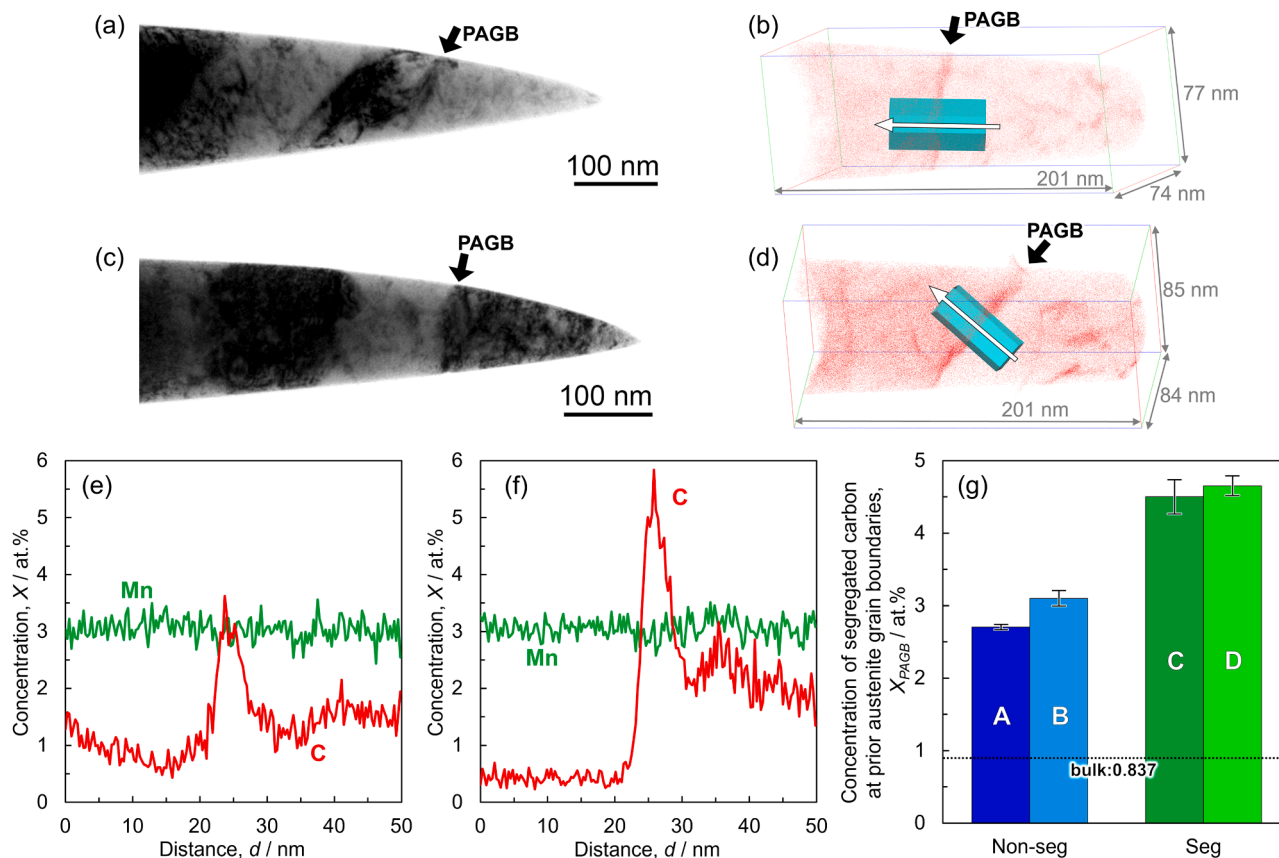 (a)
PAGB
100 nm
(b)
PAGB
77 nm
201 nm
74 nm
(c)
PAGB
100 nm
(d)
PAGB
85 nm
201 nm
84 nm
(e)
Concentration, X / at.%
6
5
4
3
2
1
0
Mn
C
0 10 20 30 40 50
Distance, d / nm
(f)
Concentration, X / at.%
6
5
4
3
2
1
0
C
Mn
0 10 20 30 40 50
Distance, d / nm
(g)
Concentration of segregated carbon
at prior austenite grain boundaries,
X_PAGB / at.%
5
4
3
2
1
0
A
B
C
D
bulk:0.837
Non-seg
Seg